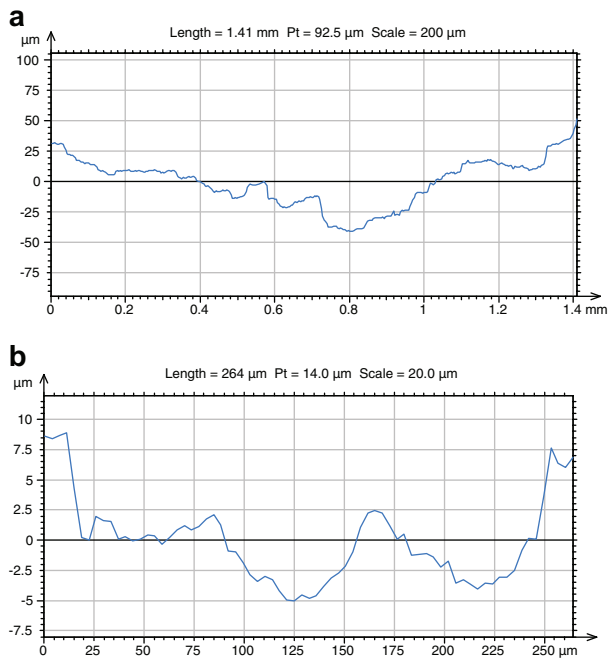 a
Length = 1.41 mm Pt = 92.5 µm Scale = 200 µm
µm
100
75
50
25
0
-25
-50
-75
0 0.2 0.4 0.6 0.8 1 1.2 1.4 mm
b
Length = 264 µm Pt = 14.0 µm Scale = 20.0 µm
µm
10
7.5
5
2.5
0
-2.5
-5
-7.5
0 25 50 75 100 125 150 175 200 225 250 µm